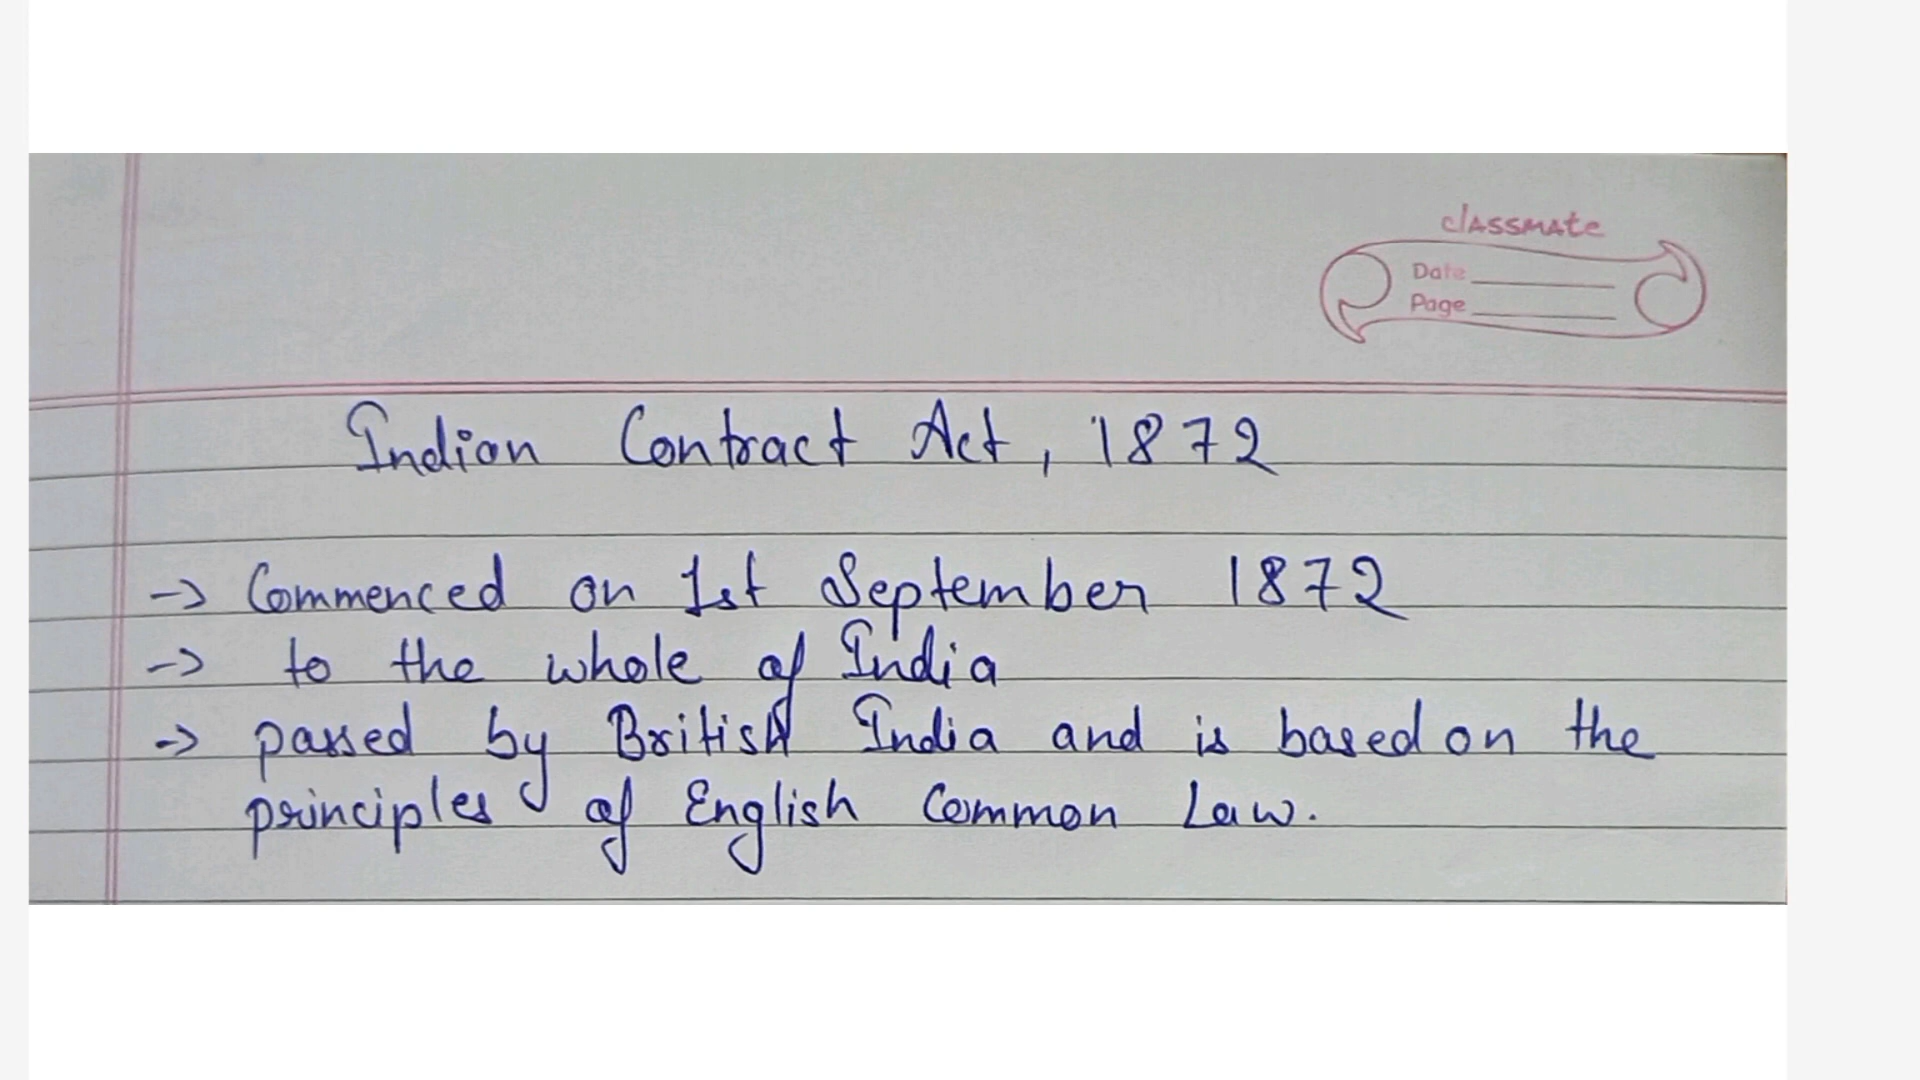 classmate
Date
Page
Indian Contract Act, 1872
-> Commenced on 1st September 1872
-> to the whole of India
-> passed by British India and is based on the
principles of English Common Law.